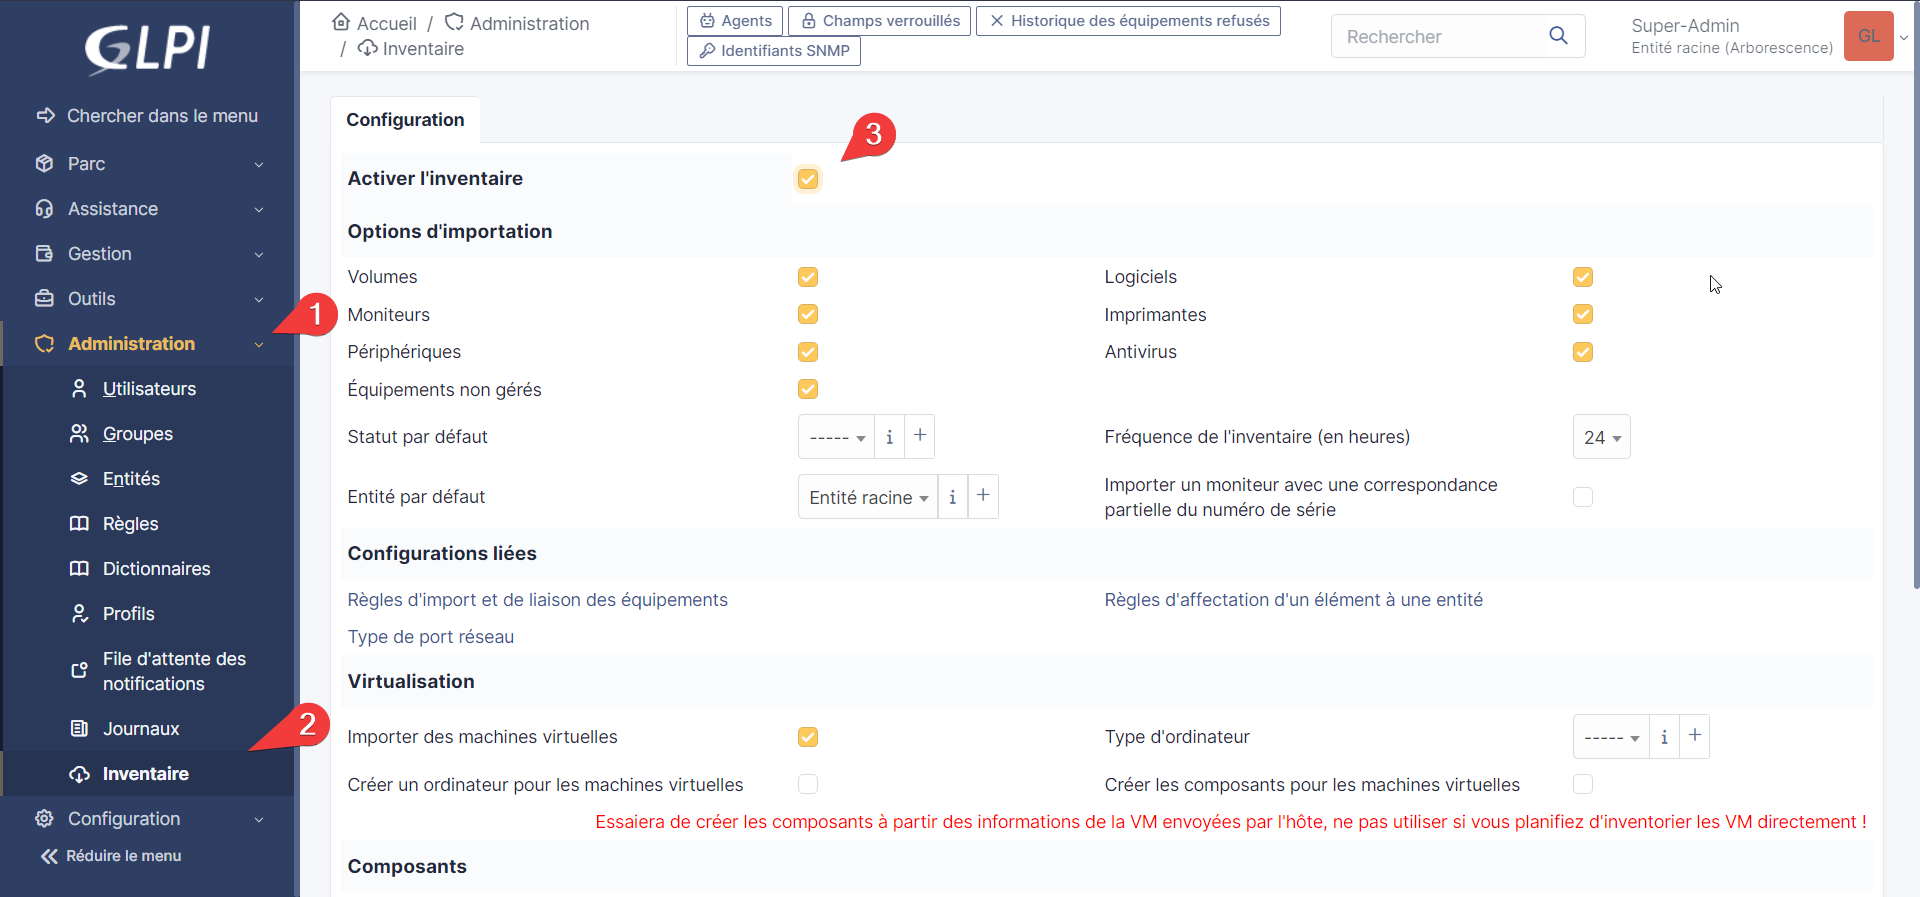 GLPI
Chercher dans le menu
Parc
Assistance
Gestion
Outils
Administration
Utilisateurs
Groupes
Entités
Règles
Dictionnaires
Profils
File d'attente des
notifications
Journaux
Inventaire
Configuration
Réduire le menu
1
2
Accueil / Administration
/ Inventaire
Agents
Champs verrouillés
Historique des équipements refusés
Identifiants SNMP
Rechercher
Super-Admin
Entité racine (Arborescence)
GL
Configuration
3
Activer l'inventaire
Options d'importation
Volumes
Logiciels
Moniteurs
Imprimantes
Périphériques
Antivirus
Équipements non gérés
Statut par défaut
----- i +
Fréquence de l'inventaire (en heures)
24
Entité par défaut
Entité racine i +
Importer un moniteur avec une correspondance
partielle du numéro de série
Configurations liées
Règles d'import et de liaison des équipements
Règles d'affectation d'un élément à une entité
Type de port réseau
Virtualisation
Importer des machines virtuelles
Type d'ordinateur
----- i +
Créer un ordinateur pour les machines virtuelles
Créer les composants pour les machines virtuelles
Essaiera de créer les composants à partir des informations de la VM envoyées par l'hôte, ne pas utiliser si vous planifiez d'inventorier les VM directement !
Composants